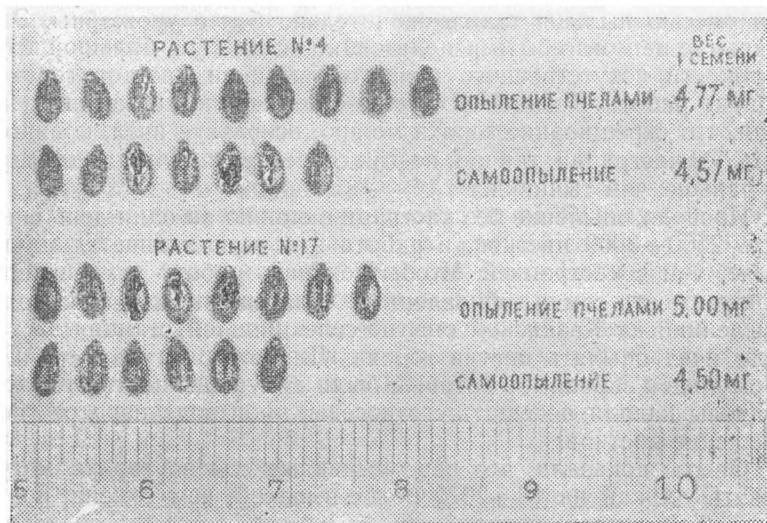 РАСТЕНИЕ №4
ВЕС
1 СЕМЕНИ
ОПЫЛЕНИЕ ПЧЕЛАМИ 4,77 МГ
САМООПЫЛЕНИЕ 4,57 МГ
РАСТЕНИЕ №17
ОПЫЛЕНИЕ ПЧЕЛАМИ 5,00 МГ
САМООПЫЛЕНИЕ 4,50 МГ
5 6 7 8 9 10